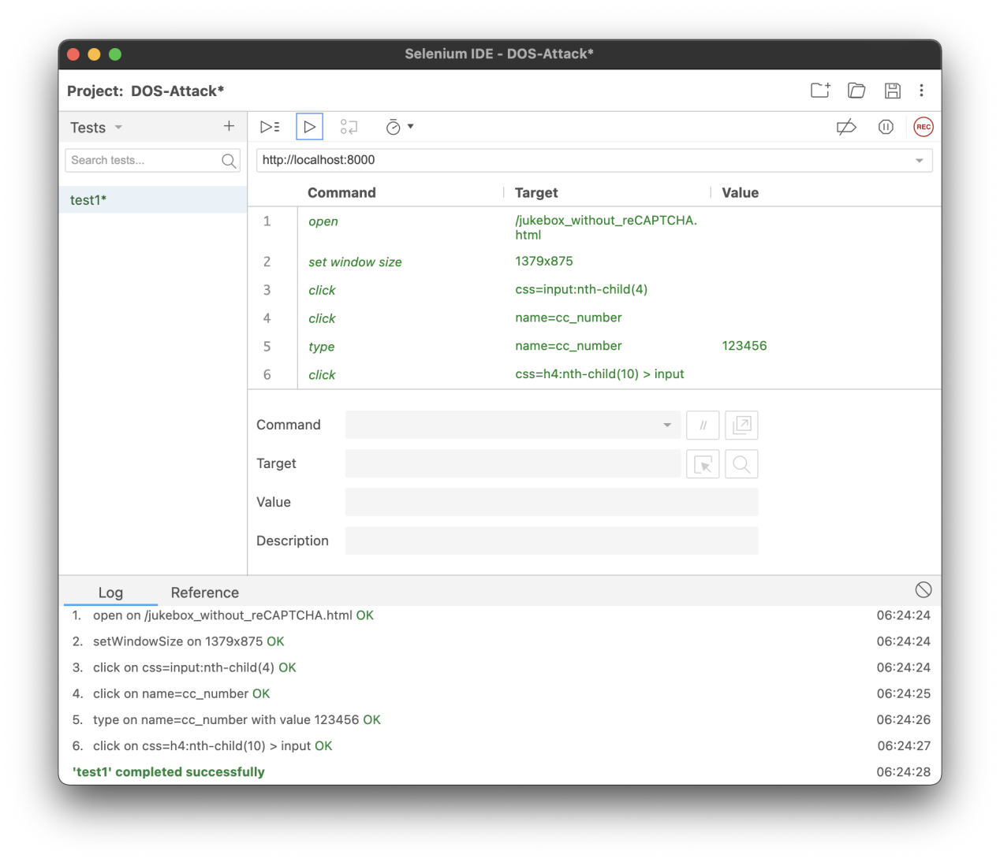 Selenium IDE - DOS-Attack*
Project: DOS-Attack*
Tests
Search tests...
REC
http://localhost:8000
test1*
Command Target Value
1 open /jukebox_without_reCAPTCHA.
html
2 set window size 1379x875
3 click css=input:nth-child(4)
4 click name=cc_number
5 type name=cc_number 123456
6 click css=h4:nth-child(10) > input
Command
//
Target
Value
Description
Log Reference
1. open on /jukebox_without_reCAPTCHA.html OK 06:24:24
2. setWindowSize on 1379x875 OK 06:24:24
3. click on css=input:nth-child(4) OK 06:24:24
4. click on name=cc_number OK 06:24:25
5. type on name=cc_number with value 123456 OK 06:24:26
6. click on css=h4:nth-child(10) > input OK 06:24:27
'test1' completed successfully 06:24:28